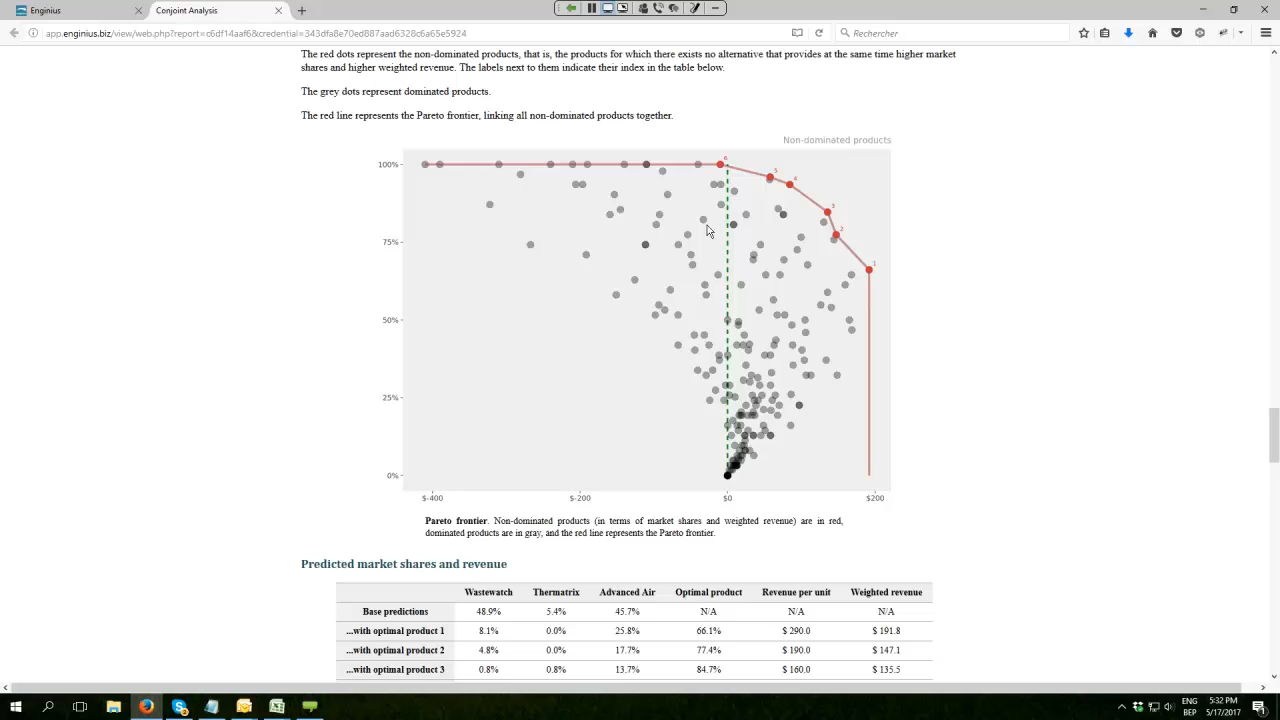 Enginius
Conjoint Analysis
app.enginius.biz/view/web.php?report=c6df14aaf6&credential=343dfa8e70ed887aad6328c6a65e5924
Rechercher
The red dots represent the non-dominated products, that is, the products for which there exists no alternative that provides at the same time higher market
shares and higher weighted revenue. The labels next to them indicate their index in the table below.
The grey dots represent dominated products.
The red line represents the Pareto frontier, linking all non-dominated products together.
Non-dominated products
100%
75%
50%
25%
0%
6
5
4
3
2
1
$-400 $-200 $0 $200
Pareto frontier. Non-dominated products (in terms of market shares and weighted revenue) are in red,
dominated products are in gray, and the red line represents the Pareto frontier.
Predicted market shares and revenue
Wastewatch Thermatrix Advanced Air Optimal product Revenue per unit Weighted revenue
Base predictions 48.9% 5.4% 45.7% N/A N/A N/A
...with optimal product 1 8.1% 0.0% 25.8% 66.1% $ 290.0 $ 191.8
...with optimal product 2 4.8% 0.0% 17.7% 77.4% $ 190.0 $ 147.1
...with optimal product 3 0.8% 0.8% 13.7% 84.7% $ 160.0 $ 135.5
ENG 5:32 PM
BEP 5/17/2017